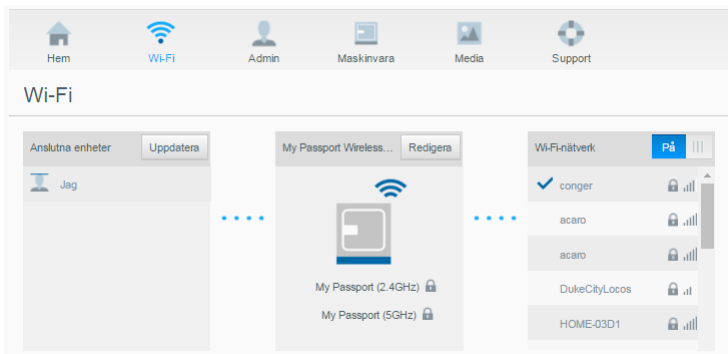 Hem
Wi-Fi
Admin
Maskinvara
Media
Support
Wi-Fi
Anslutna enheter
Uppdatera
Jag
My Passport Wireless...
Redigera
My Passport (2.4GHz)
My Passport (5GHz)
Wi-Fi-nätverk
På
conger
acaro
acaro
DukeCityLocos
HOME-03D1